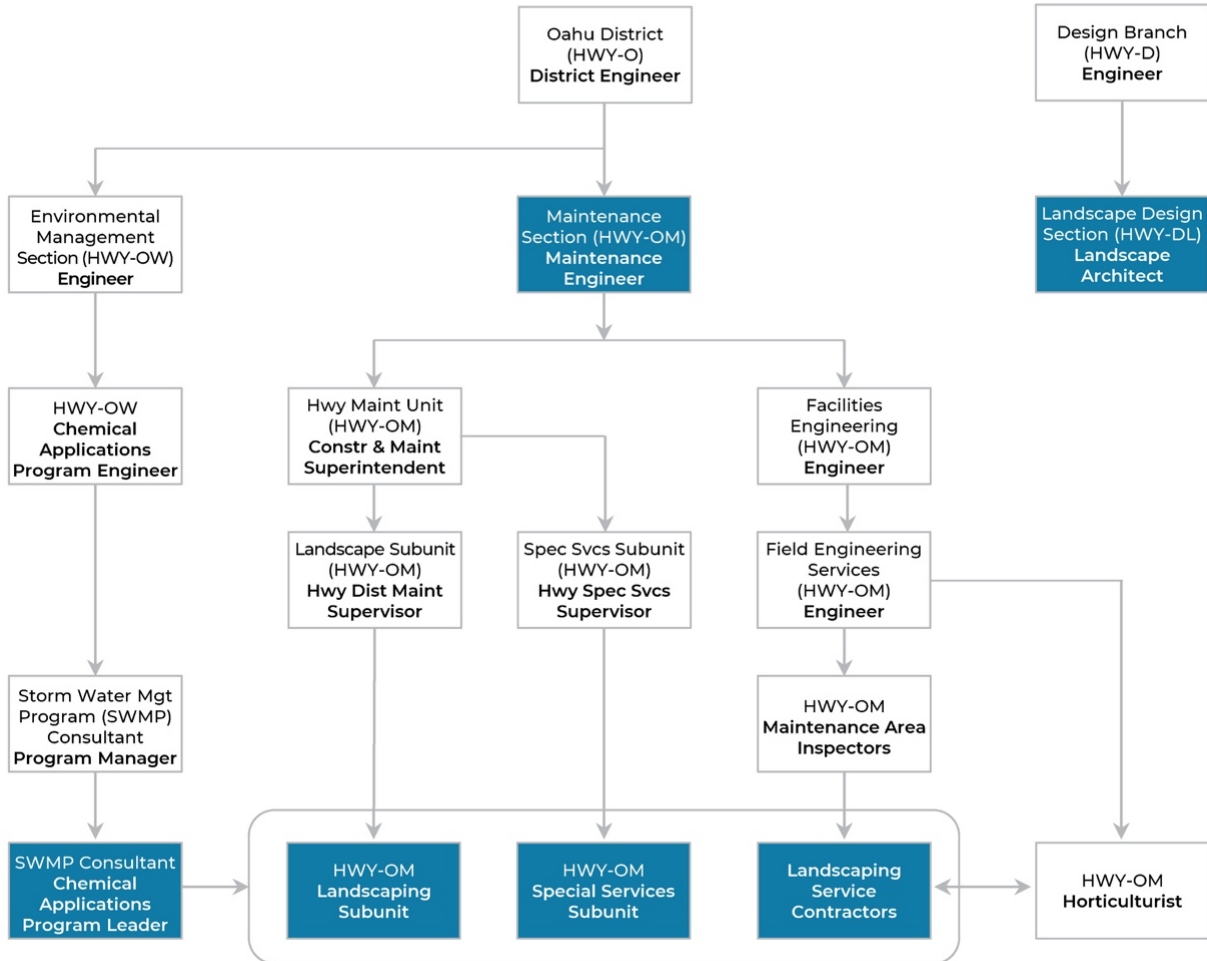 Oahu District
(HWY-O)
District Engineer
Design Branch
(HWY-D)
Engineer
Environmental
Management
Section (HWY-OW)
Engineer
Maintenance
Section (HWY-OM)
Maintenance
Engineer
Landscape Design
Section (HWY-DL)
Landscape
Architect
HWY-OW
Chemical
Applications
Program Engineer
Hwy Maint Unit
(HWY-OM)
Constr & Maint
Superintendent
Facilities
Engineering
(HWY-OM)
Engineer
Landscape Subunit
(HWY-OM)
Hwy Dist Maint
Supervisor
Spec Svcs Subunit
(HWY-OM)
Hwy Spec Svcs
Supervisor
Field Engineering
Services
(HWY-OM)
Engineer
Storm Water Mgt
Program (SWMP)
Consultant
Program Manager
HWY-OM
Maintenance Area
Inspectors
SWMP Consultant
Chemical
Applications
Program Leader
HWY-OM
Landscaping
Subunit
HWY-OM
Special Services
Subunit
Landscaping
Service
Contractors
HWY-OM
Horticulturist